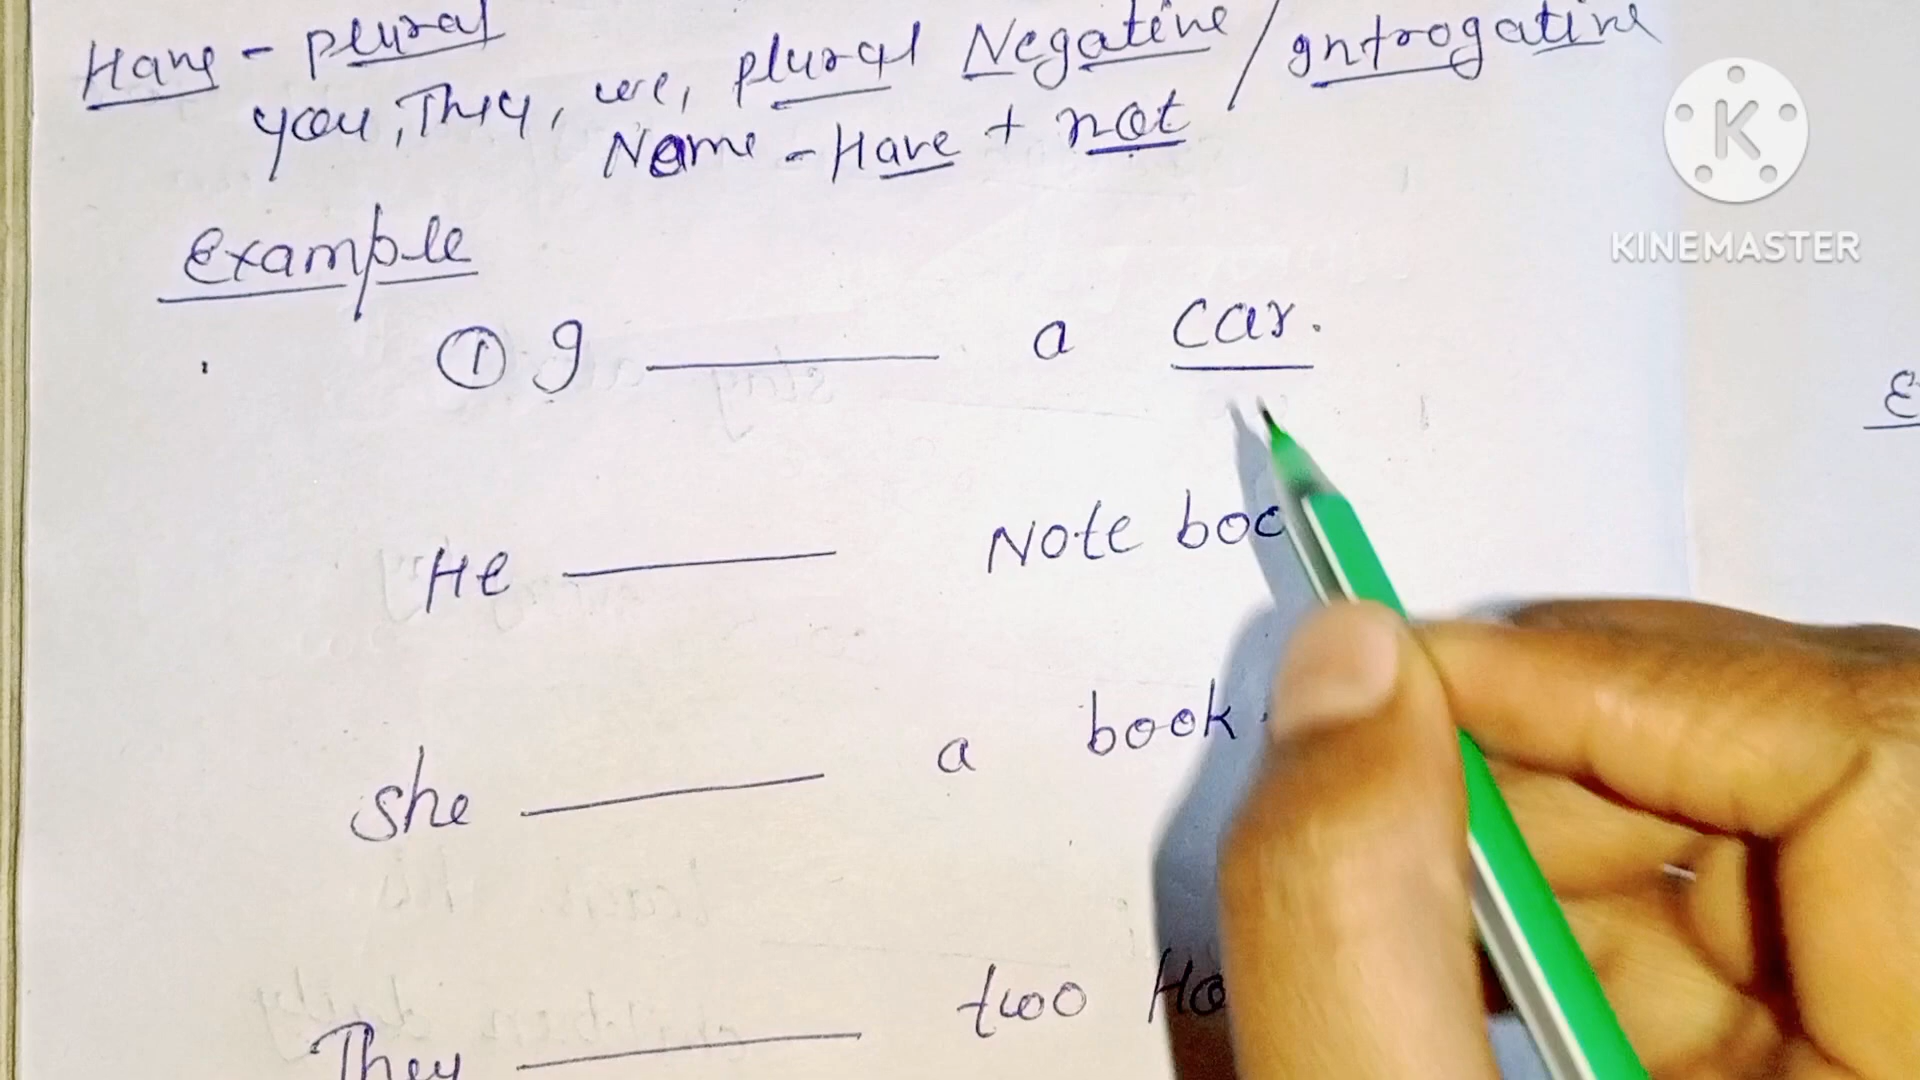 Have - plural
you, They, we, plural Negative / Introgative
Name - Have + not
Example
① I ______ a car.
He ______ Note boo
She ______ a book.
They ______ two Ho
K
KINEMASTER